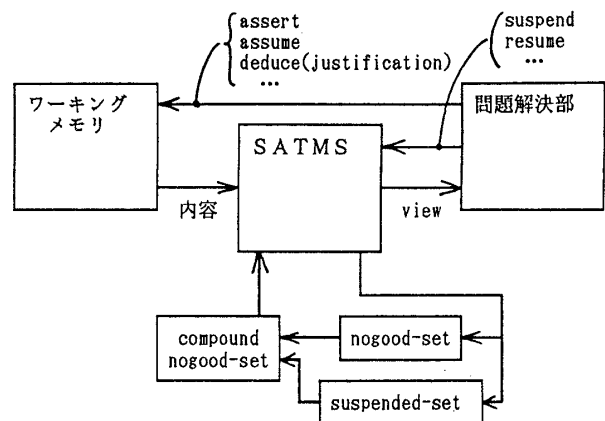 assert
assume
deduce(justification)
…
suspend
resume
…
ワーキング
メモリ
問題解決部
SATMS
内容
view
compound
nogood-set
nogood-set
suspended-set